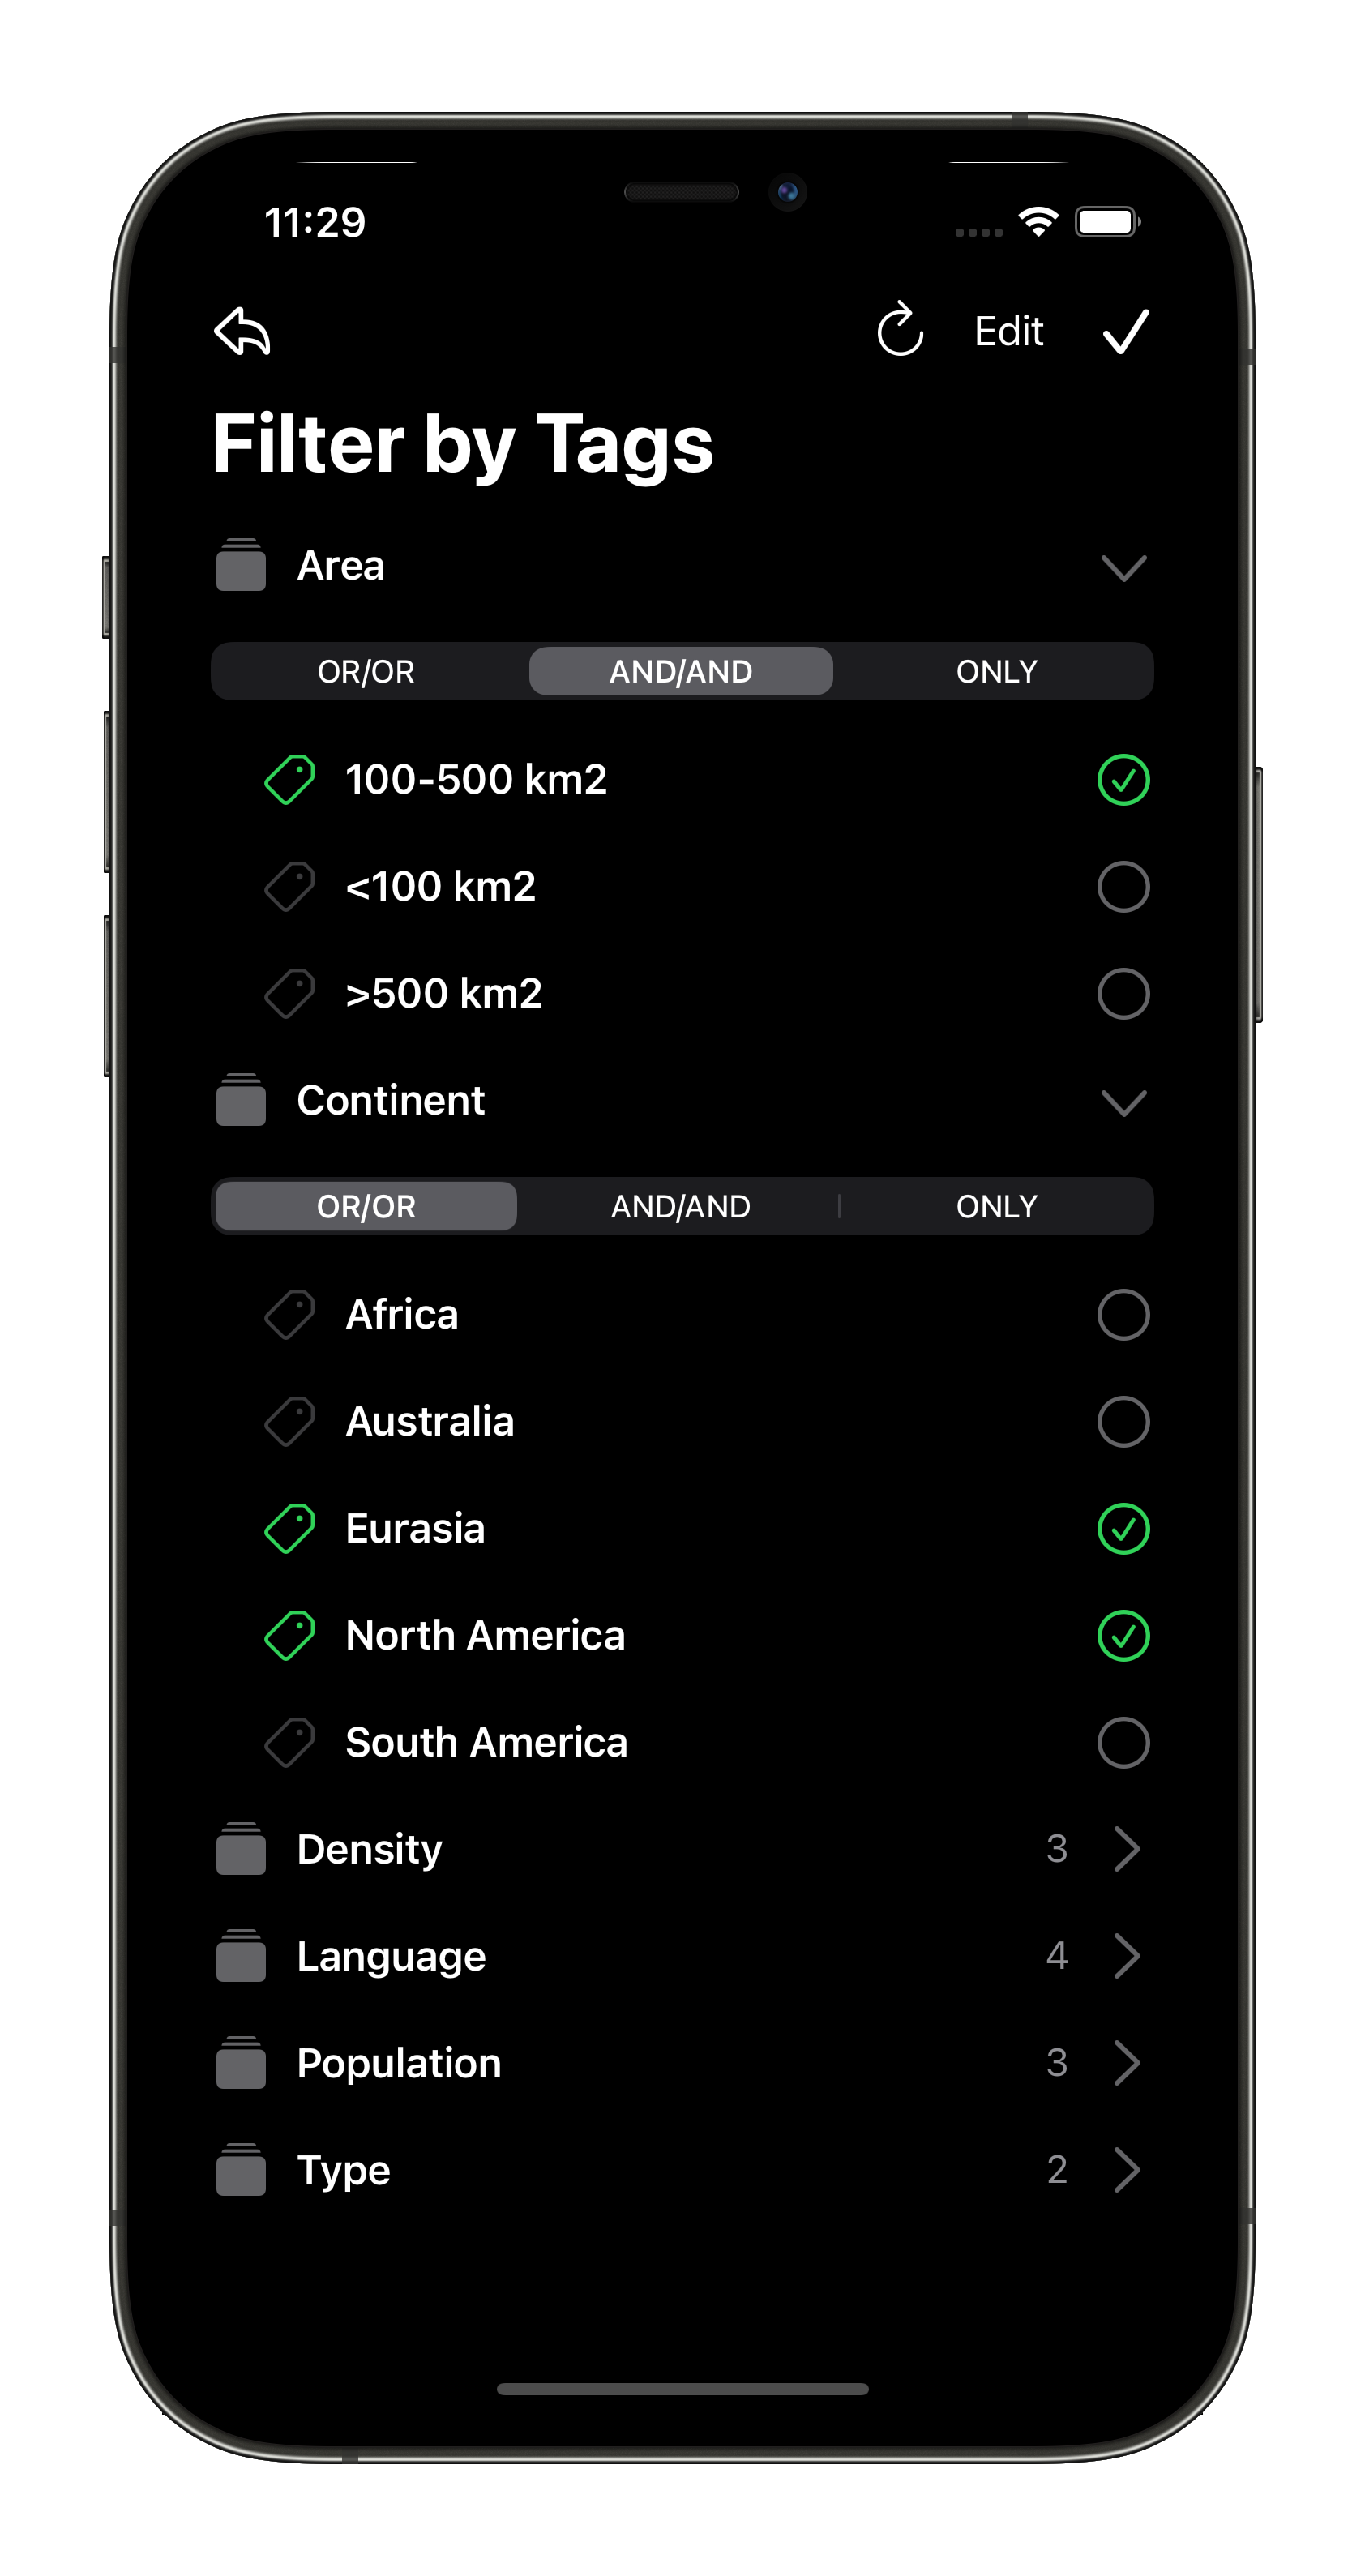 11:29
Edit
Filter by Tags
Area
OR/OR AND/AND ONLY
100-500 km2
<100 km2
>500 km2
Continent
OR/OR AND/AND ONLY
Africa
Australia
Eurasia
North America
South America
Density 3
Language 4
Population 3
Type 2